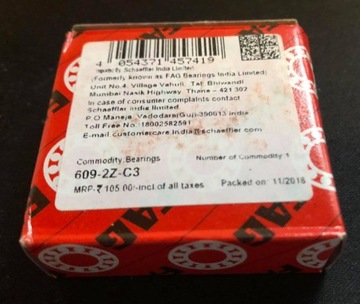 4 054371 457419
Imports By: Schaeffler India Limited
(Formerly known as FAG Bearings India Limited)
Unit No.4, Village Vahuli, Tal: Bhiwandi
Mumbai Nasik Highway, Thane - 421 302
In case of consumer complaints contact
Schaeffler India limited.
P.O Maneja, Vadodara(Guj)-390013 India
Toll Free No. 18002582591
E-mail:customercare.india@schaeffler.com
Commodity:Bearings
Number of Commodity 1
609-2Z-C3
MRP-₹ 105.00/-Incl of all taxes
Packed on: 11/2018
FAG